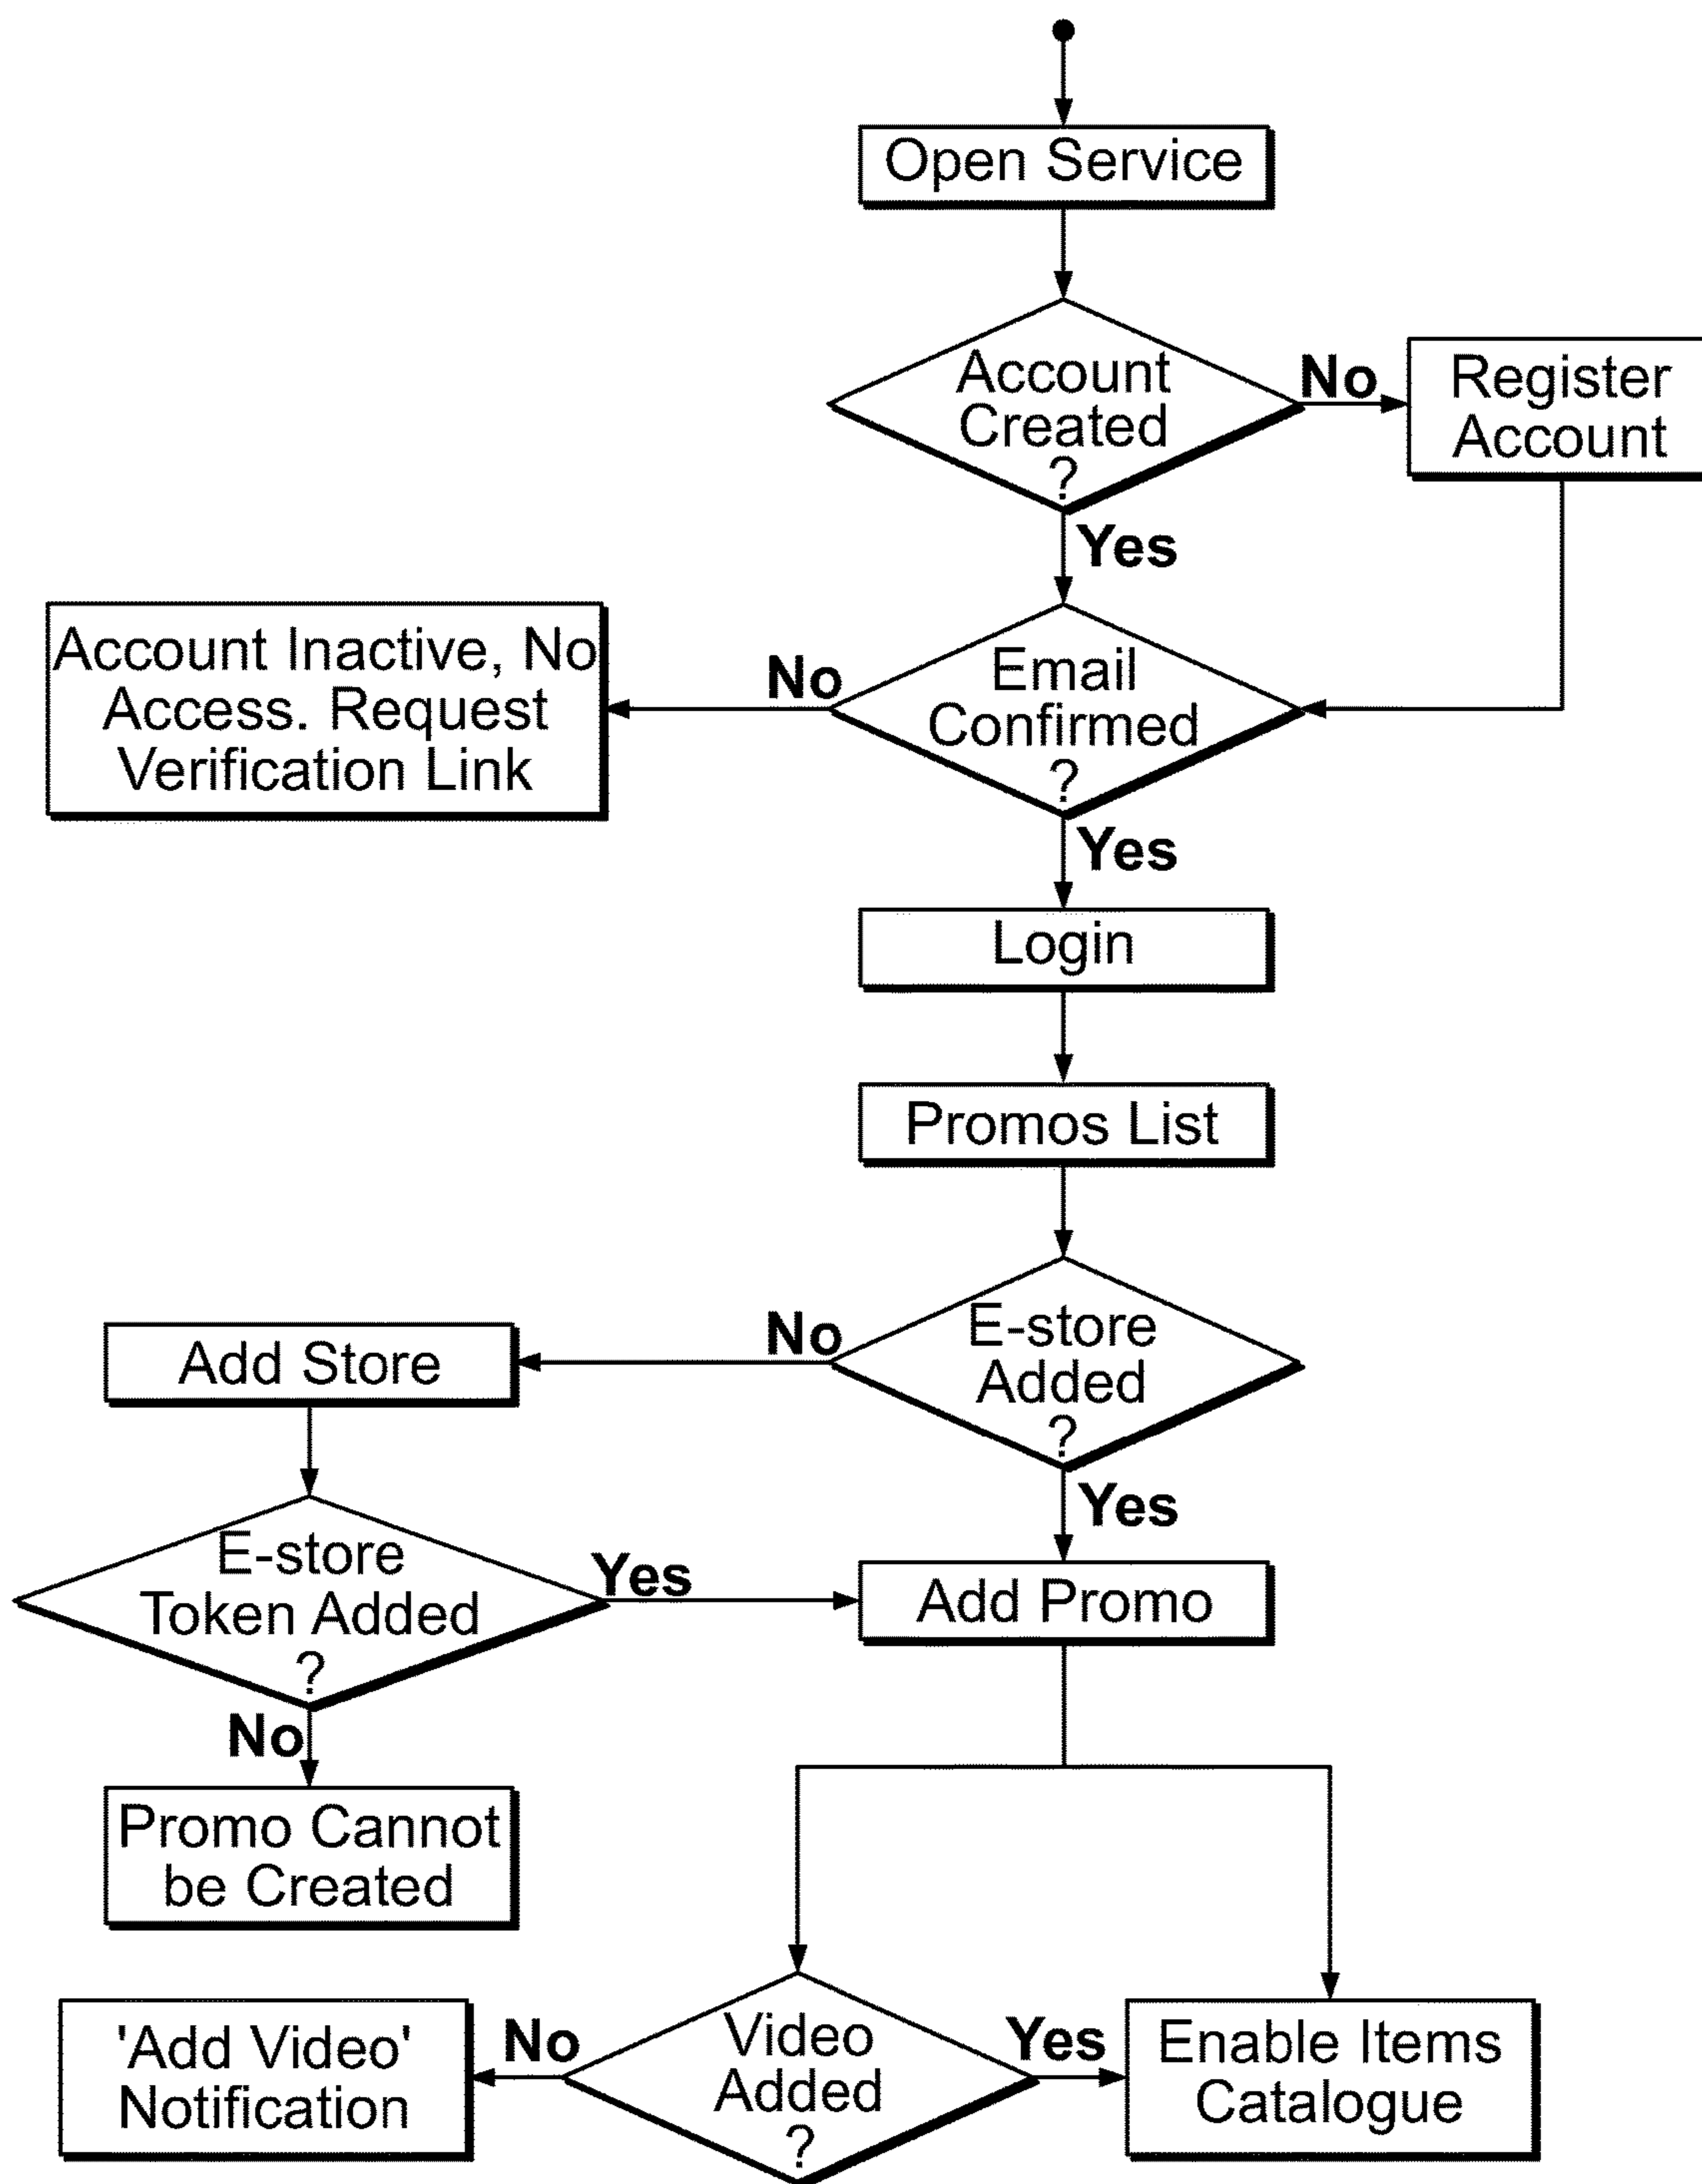 Open Service
Account
Created
?
No
Register
Account
Yes
Account Inactive, No
Access. Request
Verification Link
No
Email
Confirmed
?
Yes
Login
Promos List
Add Store
No
E-store
Added
?
Yes
E-store
Token Added
?
Yes
Add Promo
No
Promo Cannot
be Created
'Add Video'
Notification
No
Video
Added
?
Yes
Enable Items
Catalogue